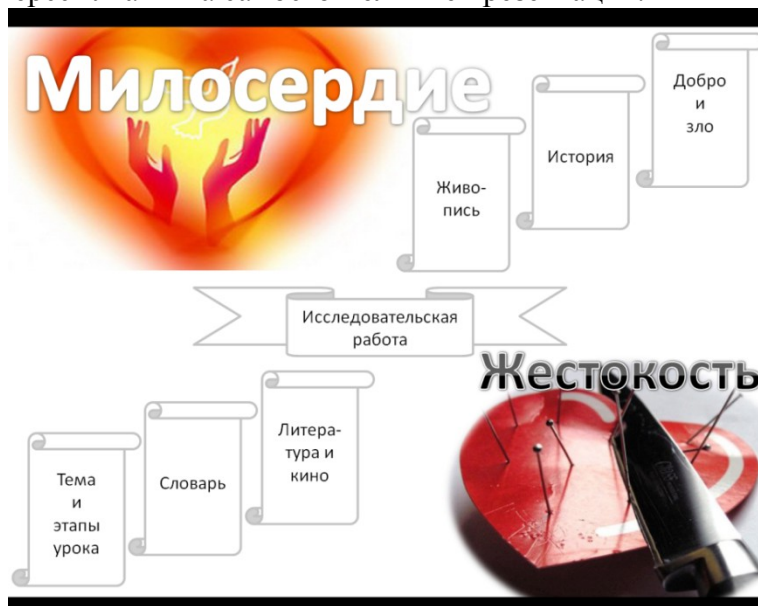 Милосердие
Добро
и
зло
История
Живо-
пись
Исследовательская
работа
Жестокость
Литера-
тура и
кино
Словарь
Тема
и
этапы
урока